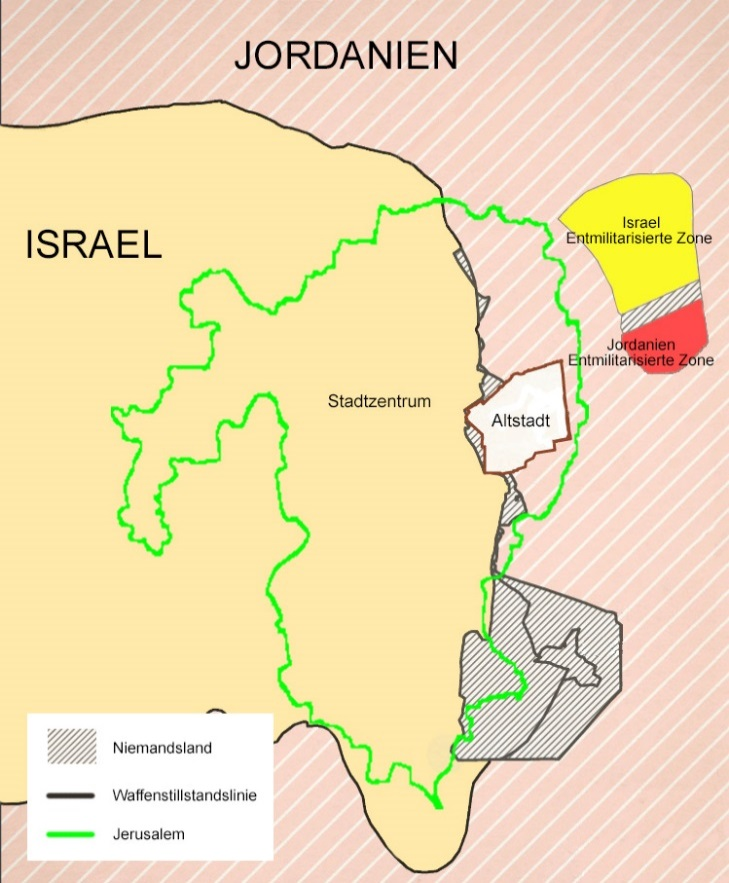 JORDANIEN
ISRAEL
Israel
Entmilitarisierte Zone
Jordanien
Entmilitarisierte Zone
Stadtzentrum
Altstadt
Niemandsland
Waffenstillstandslinie
Jerusalem